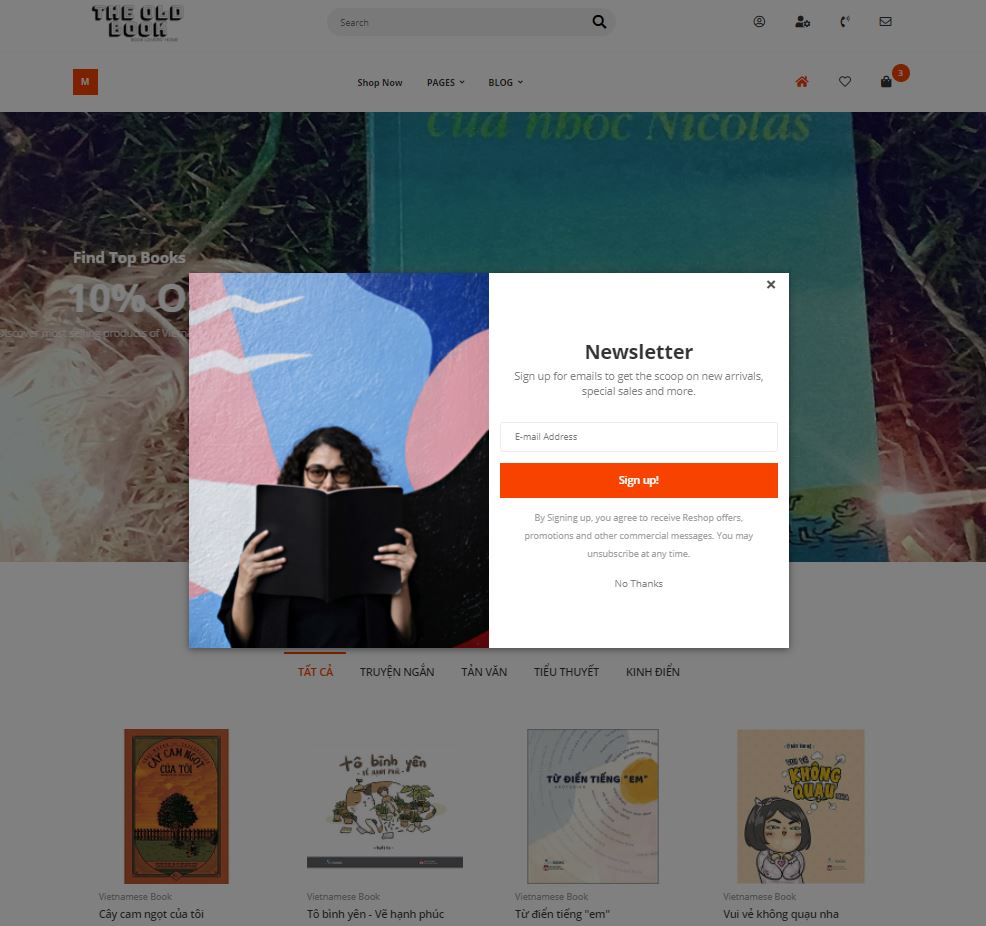 THE OLD
BOOK
Search
M
Shop Now
PAGES
BLOG
3
của nhóc Nicolas
Find Top Books
10% O
Discover most selling products of Vietna
Newsletter
Sign up for emails to get the scoop on new arrivals,
special sales and more.
E-mail Address
Sign up!
By Signing up, you agree to receive Reshop offers,
promotions and other commercial messages. You may
unsubscribe at any time.
No Thanks
TẤT CẢ
TRUYỆN NGẮN
TẢN VĂN
TIỂU THUYẾT
KINH ĐIỂN
CÂY CAM NGỌT
CỦA TÔI
tô bình yên
- VẼ HẠNH PHÚC -
TỪ ĐIỂN TIẾNG "EM"
VUI VẺ
KHÔNG
QUẠU
NHA
Vietnamese Book
Vietnamese Book
Vietnamese Book
Vietnamese Book
Cây cam ngọt của tôi
Tô bình yên - Vẽ hạnh phúc
Từ điển tiếng "em"
Vui vẻ không quạu nha